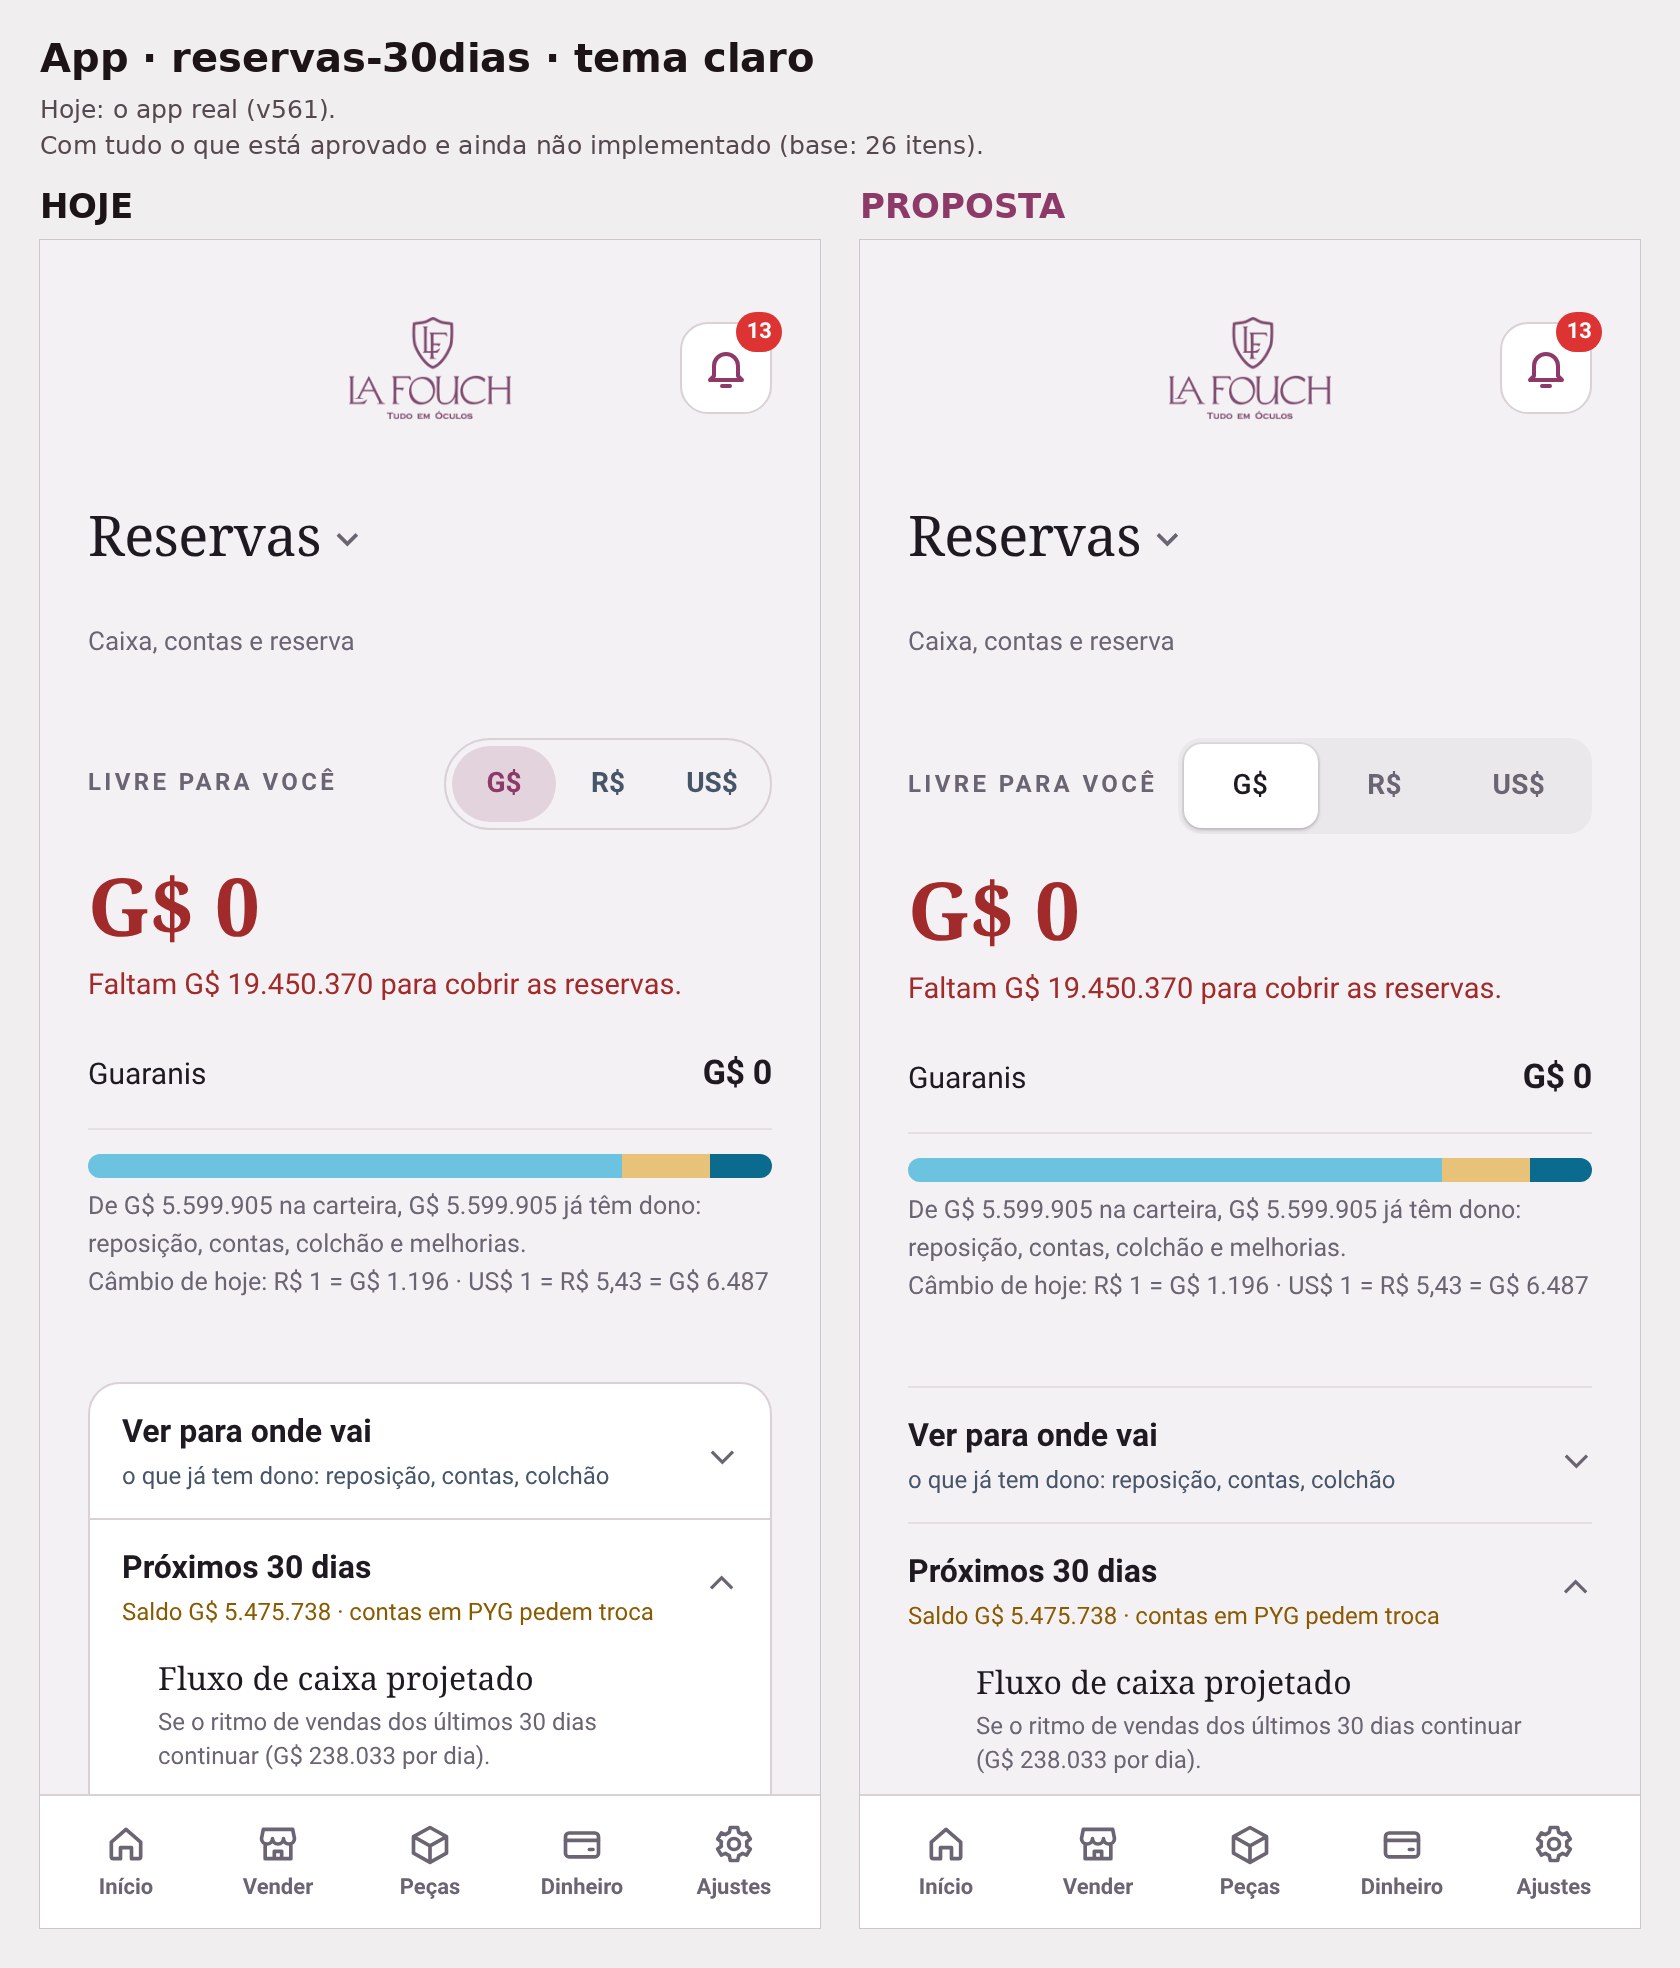 App · reservas-30dias · tema claro
Hoje: o app real (v561).
Com tudo o que está aprovado e ainda não implementado (base: 26 itens).
HOJE
LF
LA FOUCH
TUDO EM ÓCULOS
13
Reservas
Caixa, contas e reserva
LIVRE PARA VOCÊ
G$ R$ US$
G$ 0
Faltam G$ 19.450.370 para cobrir as reservas.
Guaranis G$ 0
De G$ 5.599.905 na carteira, G$ 5.599.905 já têm dono:
reposição, contas, colchão e melhorias.
Câmbio de hoje: R$ 1 = G$ 1.196 · US$ 1 = R$ 5,43 = G$ 6.487
Ver para onde vai
o que já tem dono: reposição, contas, colchão
Próximos 30 dias
Saldo G$ 5.475.738 · contas em PYG pedem troca
Fluxo de caixa projetado
Se o ritmo de vendas dos últimos 30 dias
continuar (G$ 238.033 por dia).
Início Vender Peças Dinheiro Ajustes
PROPOSTA
LF
LA FOUCH
TUDO EM ÓCULOS
13
Reservas
Caixa, contas e reserva
LIVRE PARA VOCÊ
G$ R$ US$
G$ 0
Faltam G$ 19.450.370 para cobrir as reservas.
Guaranis G$ 0
De G$ 5.599.905 na carteira, G$ 5.599.905 já têm dono:
reposição, contas, colchão e melhorias.
Câmbio de hoje: R$ 1 = G$ 1.196 · US$ 1 = R$ 5,43 = G$ 6.487
Ver para onde vai
o que já tem dono: reposição, contas, colchão
Próximos 30 dias
Saldo G$ 5.475.738 · contas em PYG pedem troca
Fluxo de caixa projetado
Se o ritmo de vendas dos últimos 30 dias continuar
(G$ 238.033 por dia).
Início Vender Peças Dinheiro Ajustes